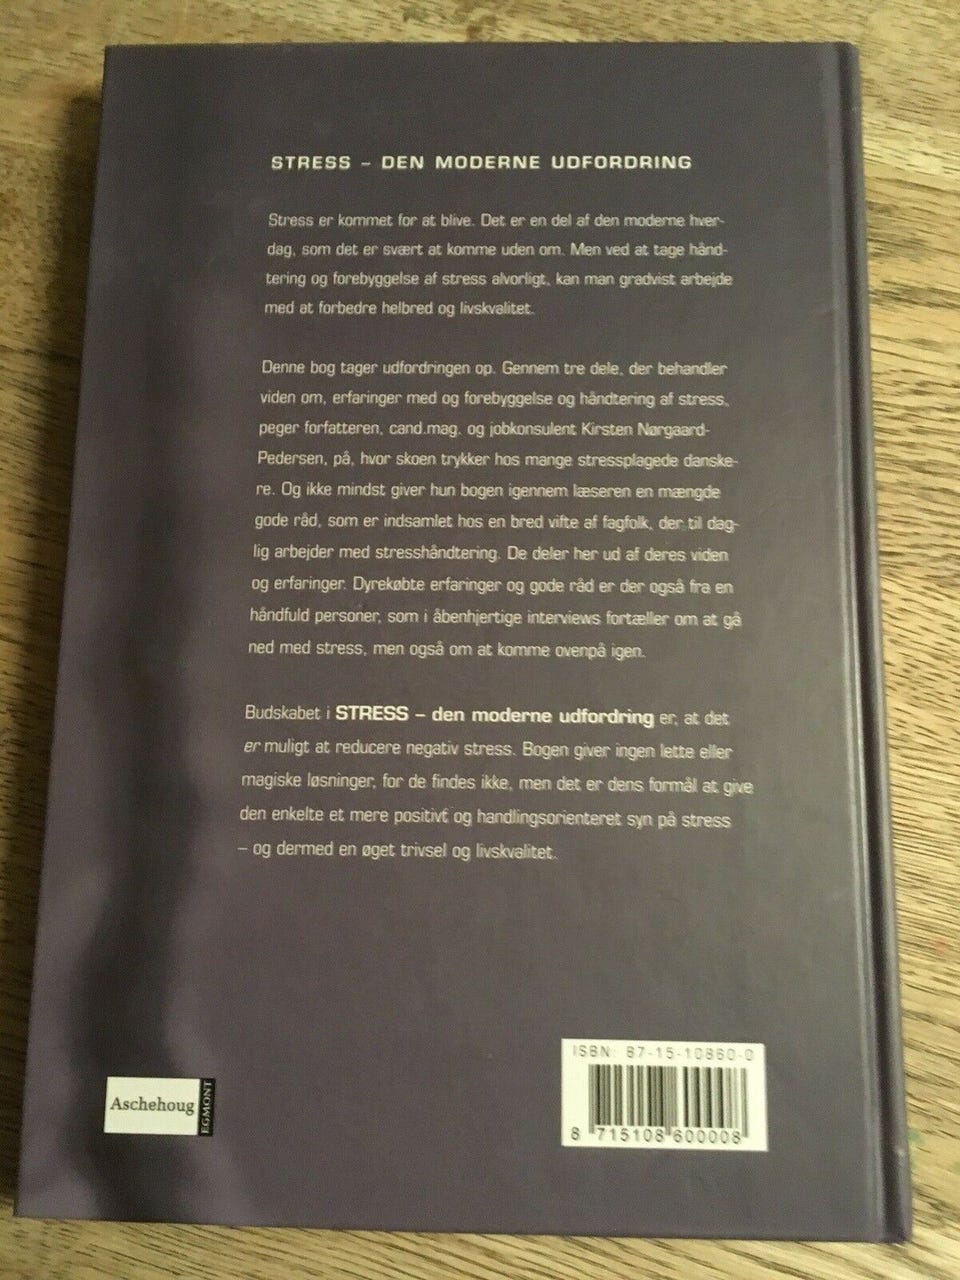 STRESS – DEN MODERNE UDFORDRING
Stress er kommet for at blive. Det er en del af den moderne hver-
dag, som det er svært at komme uden om. Men ved at tage hånd-
tering og forebyggelse af stress alvorligt, kan man gradvist arbejde
med at forbedre helbred og livskvalitet.
Denne bog tager udfordringen op. Gennem tre dele, der behandler
viden om, erfaringer med og forebyggelse og håndtering af stress,
peger forfatteren, cand.mag. og jobkonsulent Kirsten Nørgaard-
Pedersen, på, hvor skoen trykker hos mange stressplagede danske-
re. Og ikke mindst giver hun bogen igennem læseren en mængde
gode råd, som er indsamlet hos en bred vifte af fagfolk, der til dag-
lig arbejder med stresshåndtering. De deler her ud af deres viden
og erfaringer. Dyrekøbte erfaringer og gode råd er der også fra en
håndfuld personer, som i åbenhjertige interviews fortæller om at gå
ned med stress, men også om at komme ovenpå igen.
Budskabet i STRESS – den moderne udfordring er, at det
er muligt at reducere negativ stress. Bogen giver ingen lette eller
magiske løsninger, for de findes ikke, men det er dens formål at give
den enkelte et mere positivt og handlingsorienteret syn på stress
– og dermed en øget trivsel og livskvalitet.
ISBN: 87-15-10860-0
8 715108 600008
Aschehoug
EGMONT